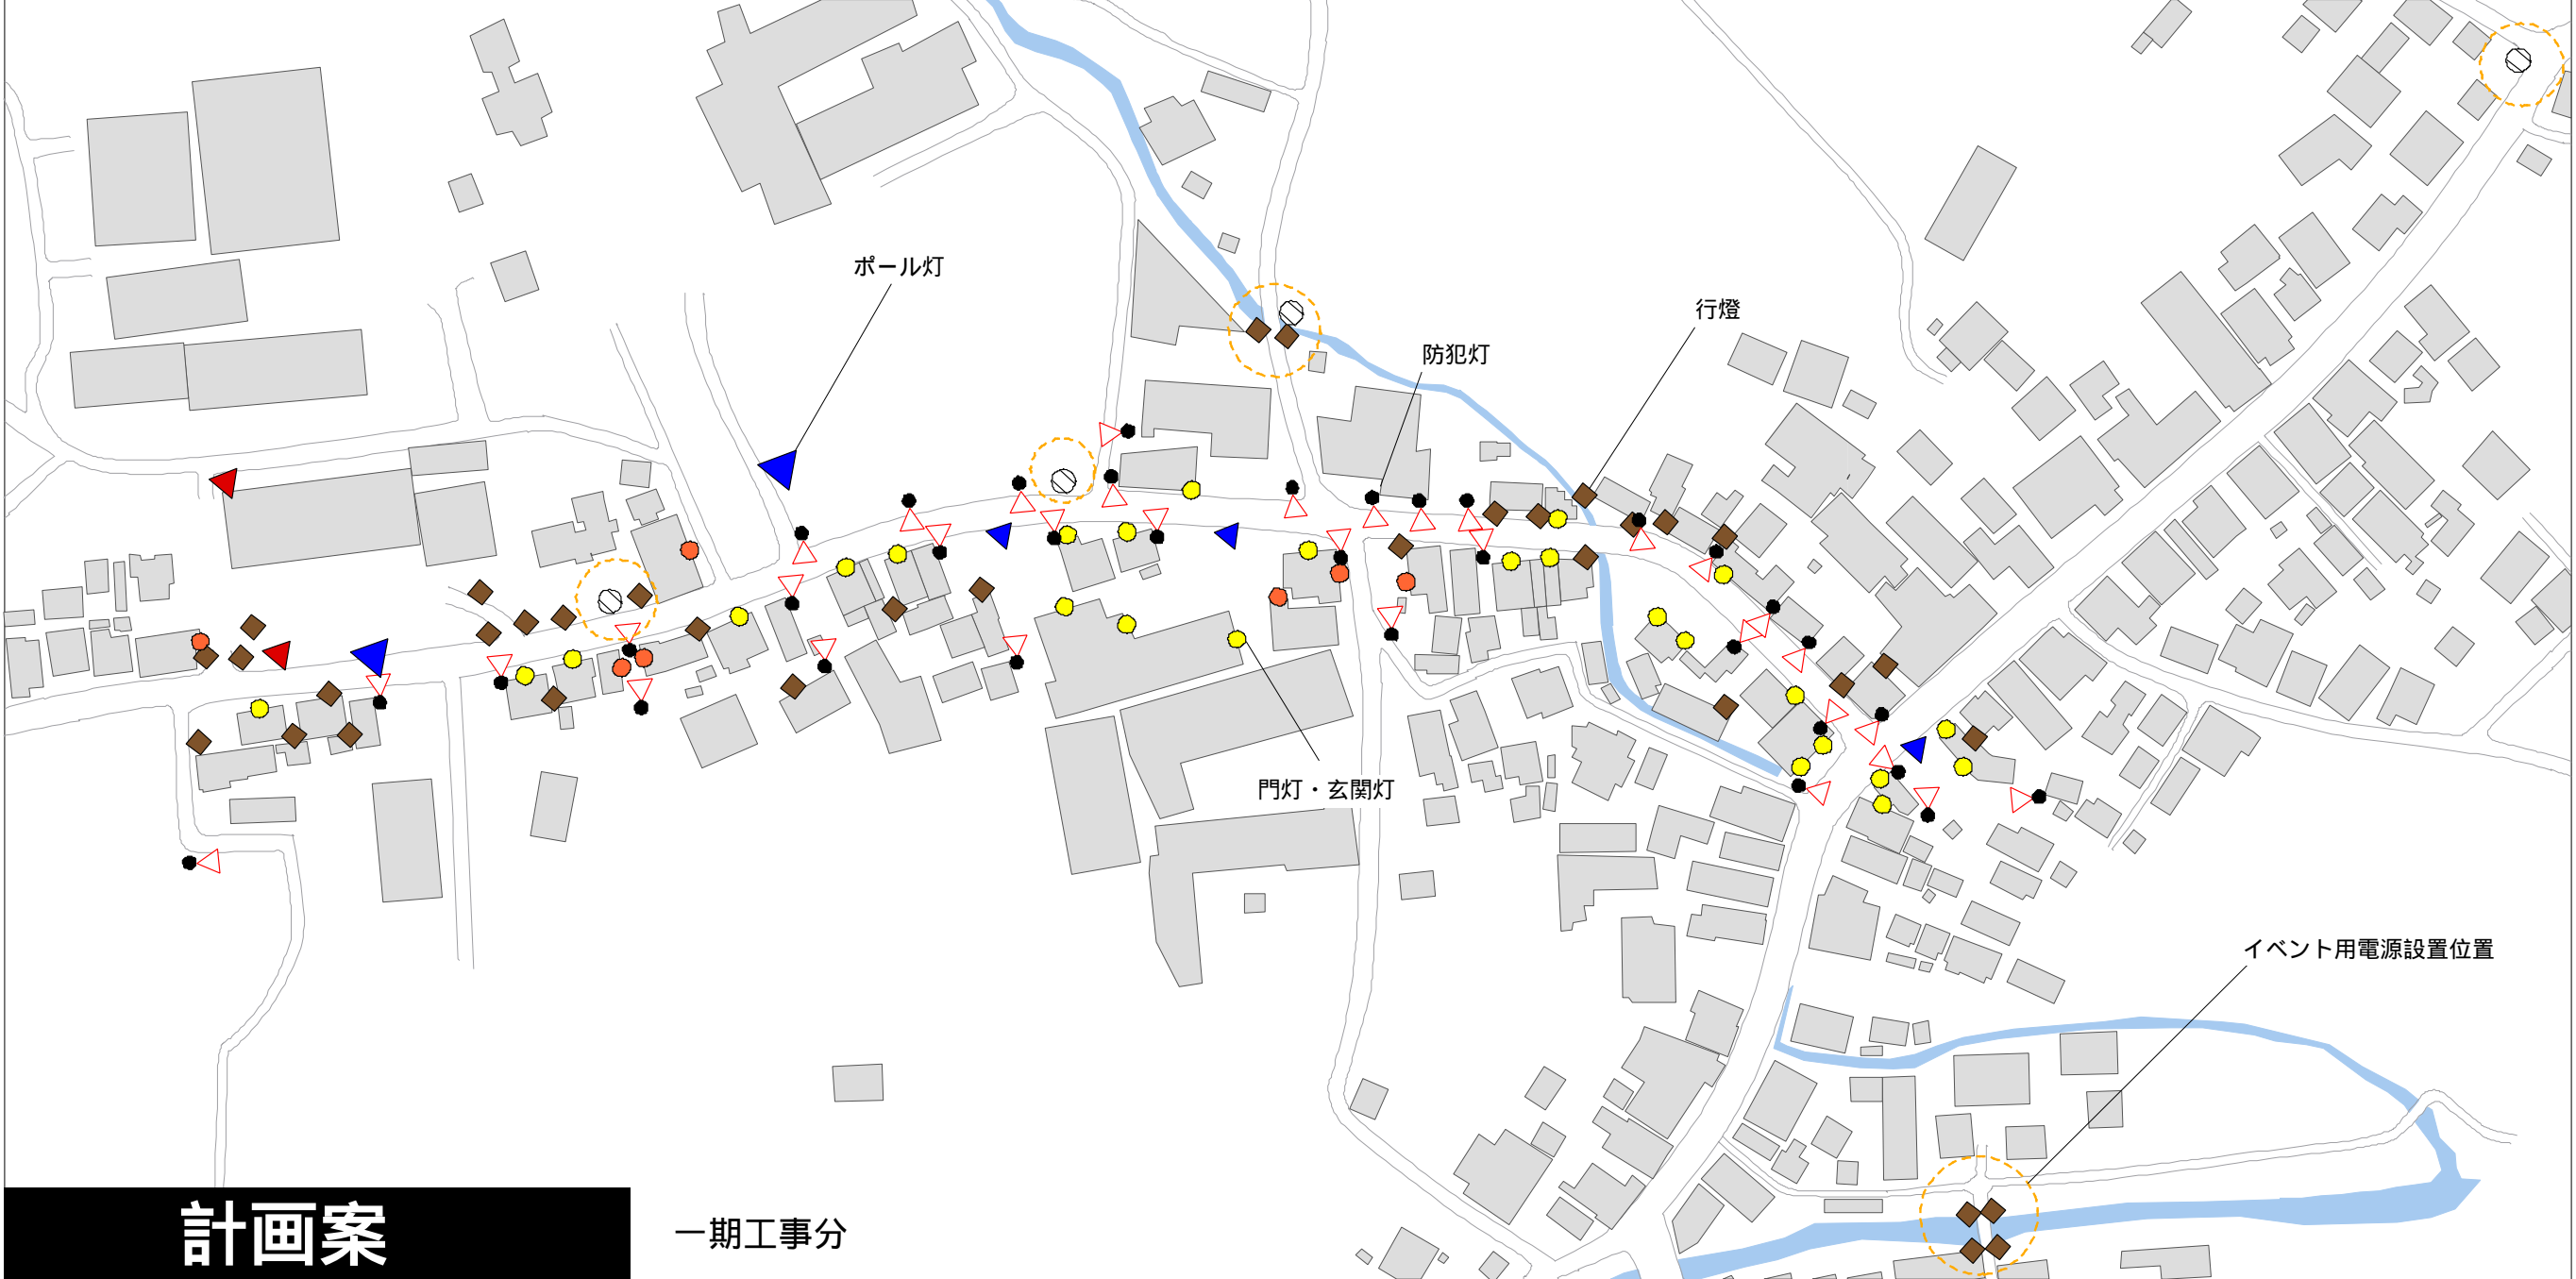 ポール灯
行燈
防犯灯
門灯・玄関灯
イベント用電源設置位置
計画案
一期工事分